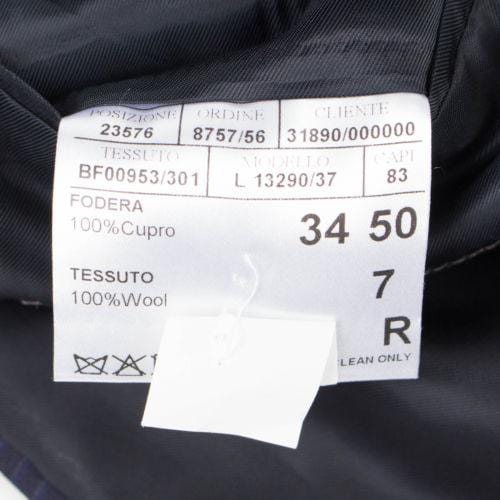 POSIZIONE ORDINE CLIENTE
23576 8757/56 31890/000000
TESSUTO MODELLO CAPI
BF00953/301 L 13290/37 83
FODERA
100%Cupro
34 50
TESSUTO
100%Wool
7
R
CLEAN ONLY